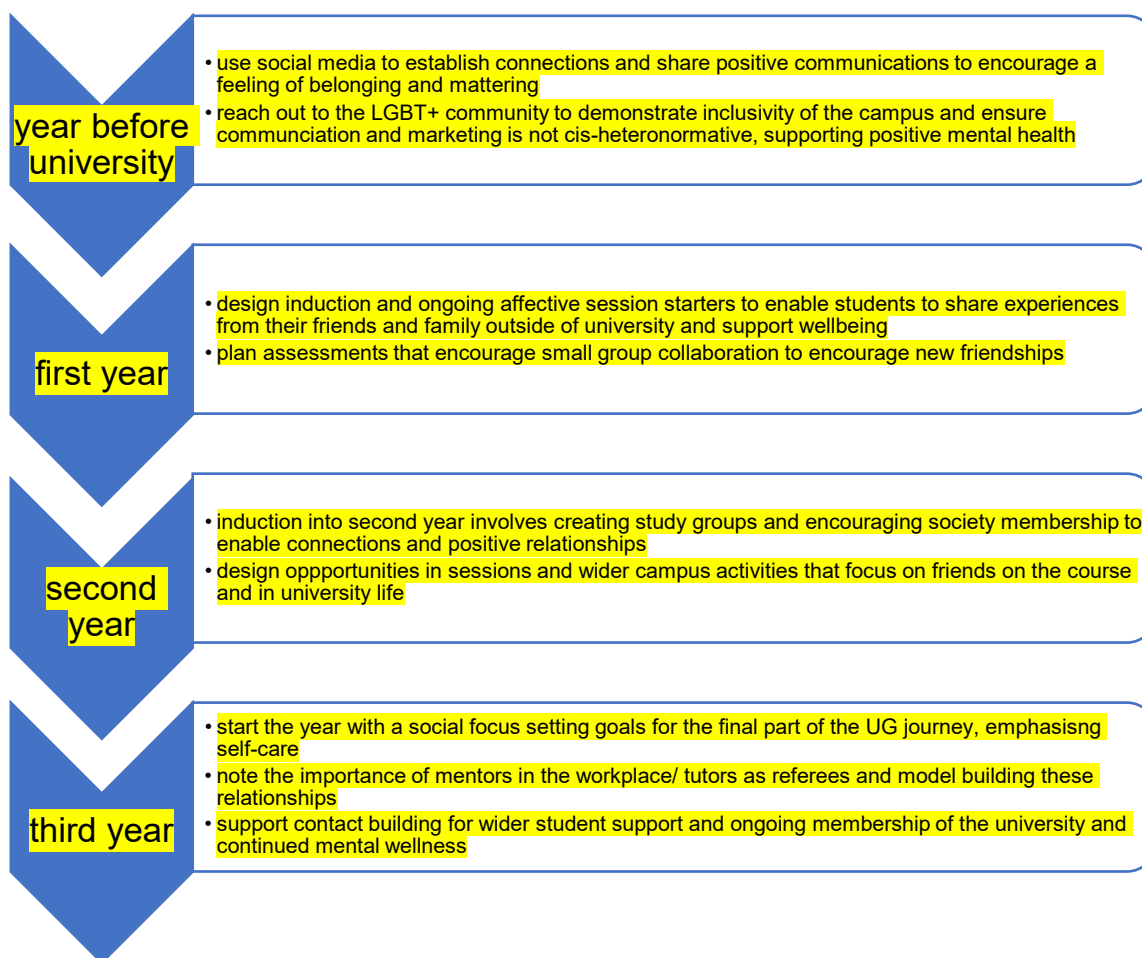 year before
university
• use social media to establish connections and share positive communications to encourage a
feeling of belonging and mattering
• reach out to the LGBT+ community to demonstrate inclusivity of the campus and ensure
communciation and marketing is not cis-heteronormative, supporting positive mental health
first year
• design induction and ongoing affective session starters to enable students to share experiences
from their friends and family outside of university and support wellbeing
• plan assessments that encourage small group collaboration to encourage new friendships
second
year
• induction into second year involves creating study groups and encouraging society membership to
enable connections and positive relationships
• design oppportunities in sessions and wider campus activities that focus on friends on the course
and in university life
third year
• start the year with a social focus setting goals for the final part of the UG journey, emphasisng
self-care
• note the importance of mentors in the workplace/ tutors as referees and model building these
relationships
• support contact building for wider student support and ongoing membership of the university and
continued mental wellness